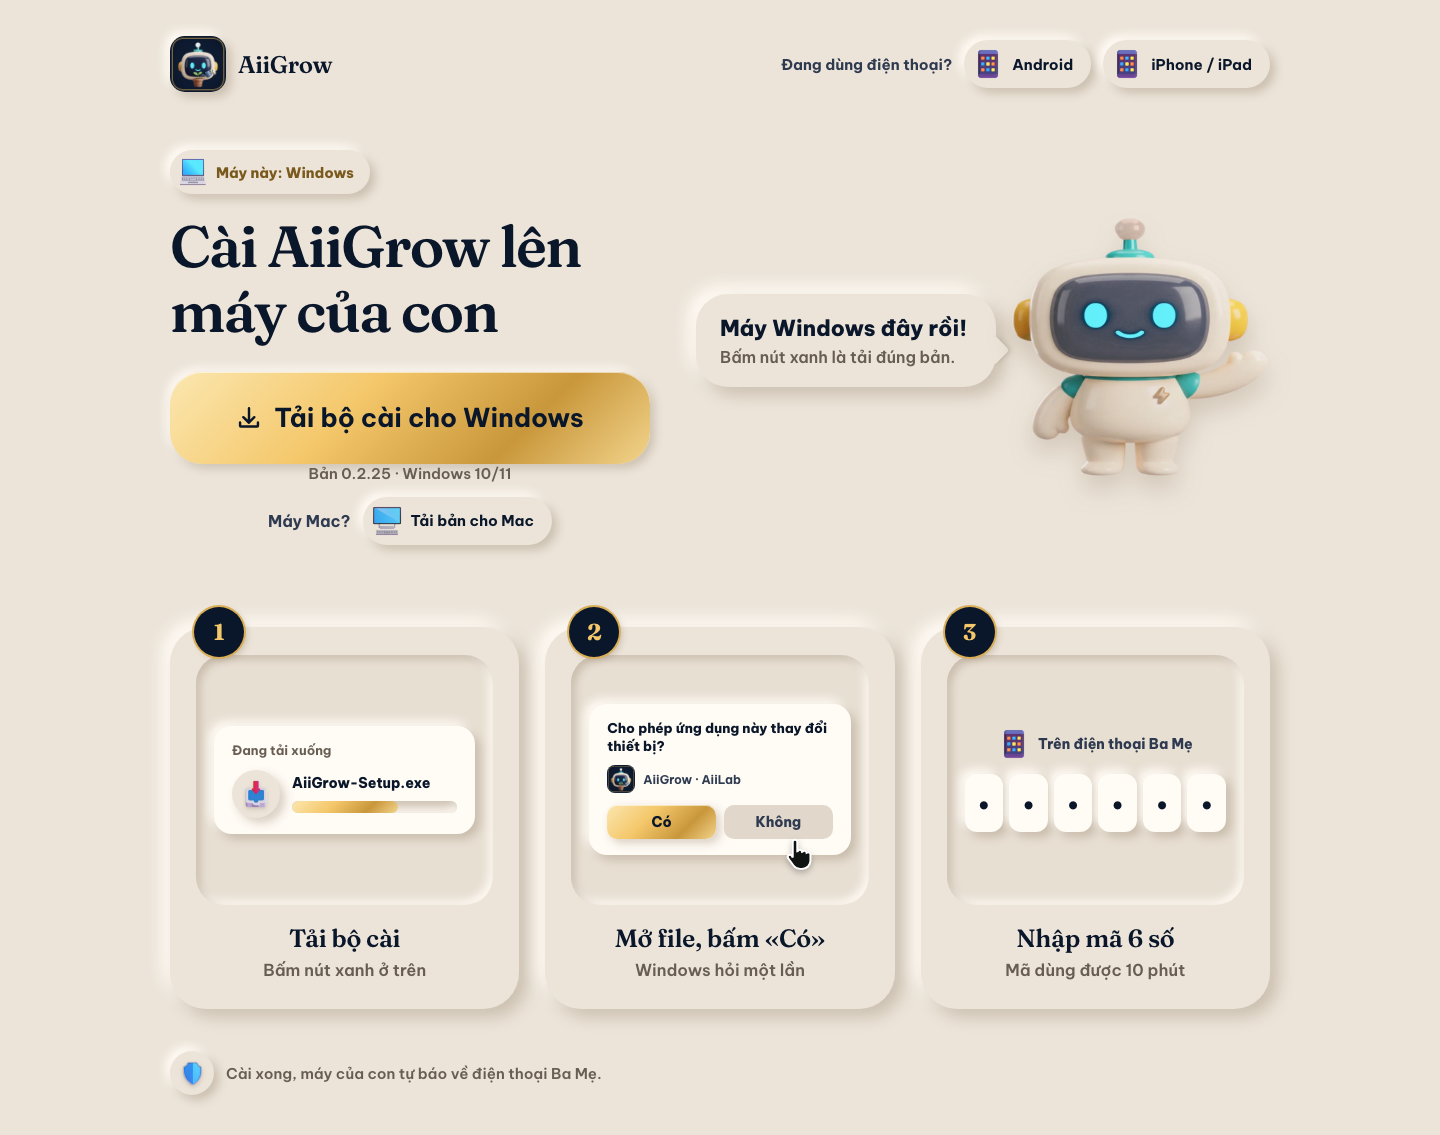 AiiGrow
Đang dùng điện thoại?
Android
iPhone / iPad
Máy này: Windows
Cài AiiGrow lên
máy của con
Tải bộ cài cho Windows
Bản 0.2.25 · Windows 10/11
Máy Mac?
Tải bản cho Mac
Máy Windows đây rồi!
Bấm nút xanh là tải đúng bản.
1
Đang tải xuống
AiiGrow-Setup.exe
Tải bộ cài
Bấm nút xanh ở trên
2
Cho phép ứng dụng này thay đổi
thiết bị?
AiiGrow · AiiLab
Có
Không
Mở file, bấm «Có»
Windows hỏi một lần
3
Trên điện thoại Ba Mẹ
Nhập mã 6 số
Mã dùng được 10 phút
Cài xong, máy của con tự báo về điện thoại Ba Mẹ.